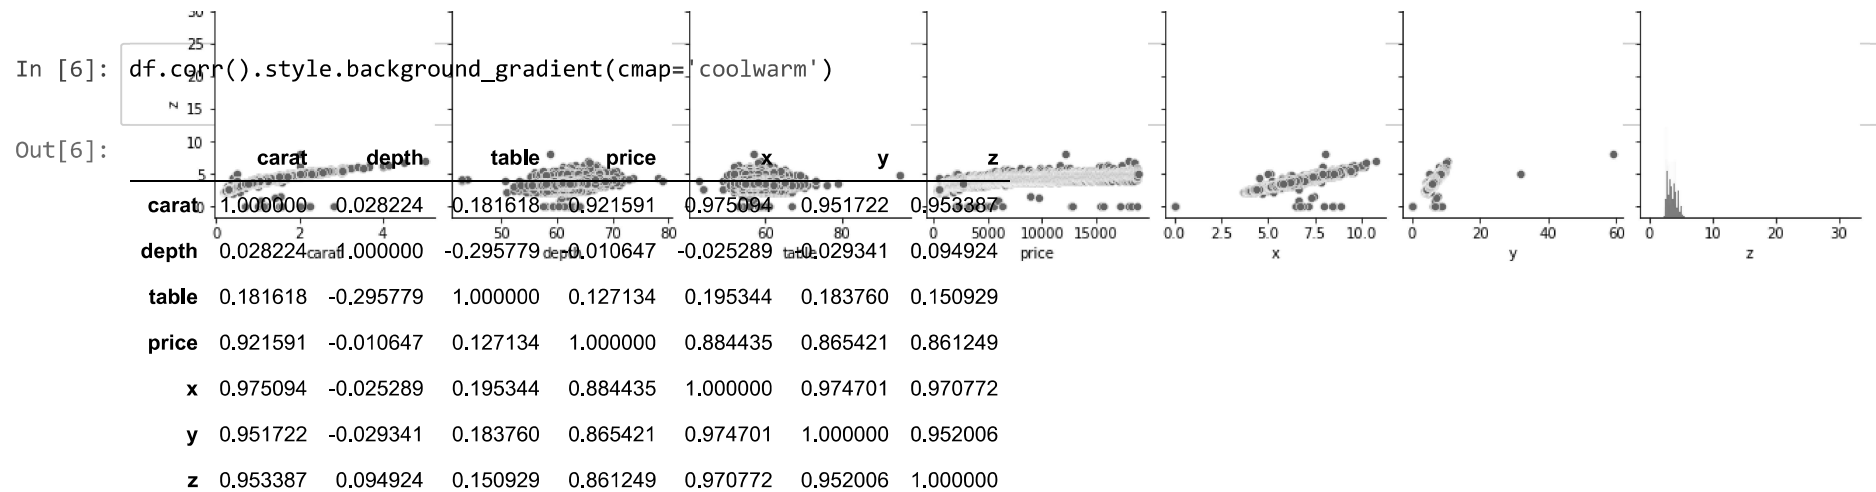 30
25
In [6]: df.corr().style.background_gradient(cmap='coolwarm')
20
z
15
10
Out[6]:
carat depth table price x y z
5
carat 1.000000 0.028224 0.181618 0.921591 0.975094 0.951722 0.953387
0
0 2 4 50 60 70 80 60 80 0 5000 10000 15000 0.0 2.5 5.0 7.5 10.0 0 20 40 60 0 10 20 30
depth 0.028224 1.000000 -0.295779 -0.010647 -0.025289 -0.029341 0.094924
carat depth table price x y z
table 0.181618 -0.295779 1.000000 0.127134 0.195344 0.183760 0.150929
price 0.921591 -0.010647 0.127134 1.000000 0.884435 0.865421 0.861249
x 0.975094 -0.025289 0.195344 0.884435 1.000000 0.974701 0.970772
y 0.951722 -0.029341 0.183760 0.865421 0.974701 1.000000 0.952006
z 0.953387 0.094924 0.150929 0.861249 0.970772 0.952006 1.000000